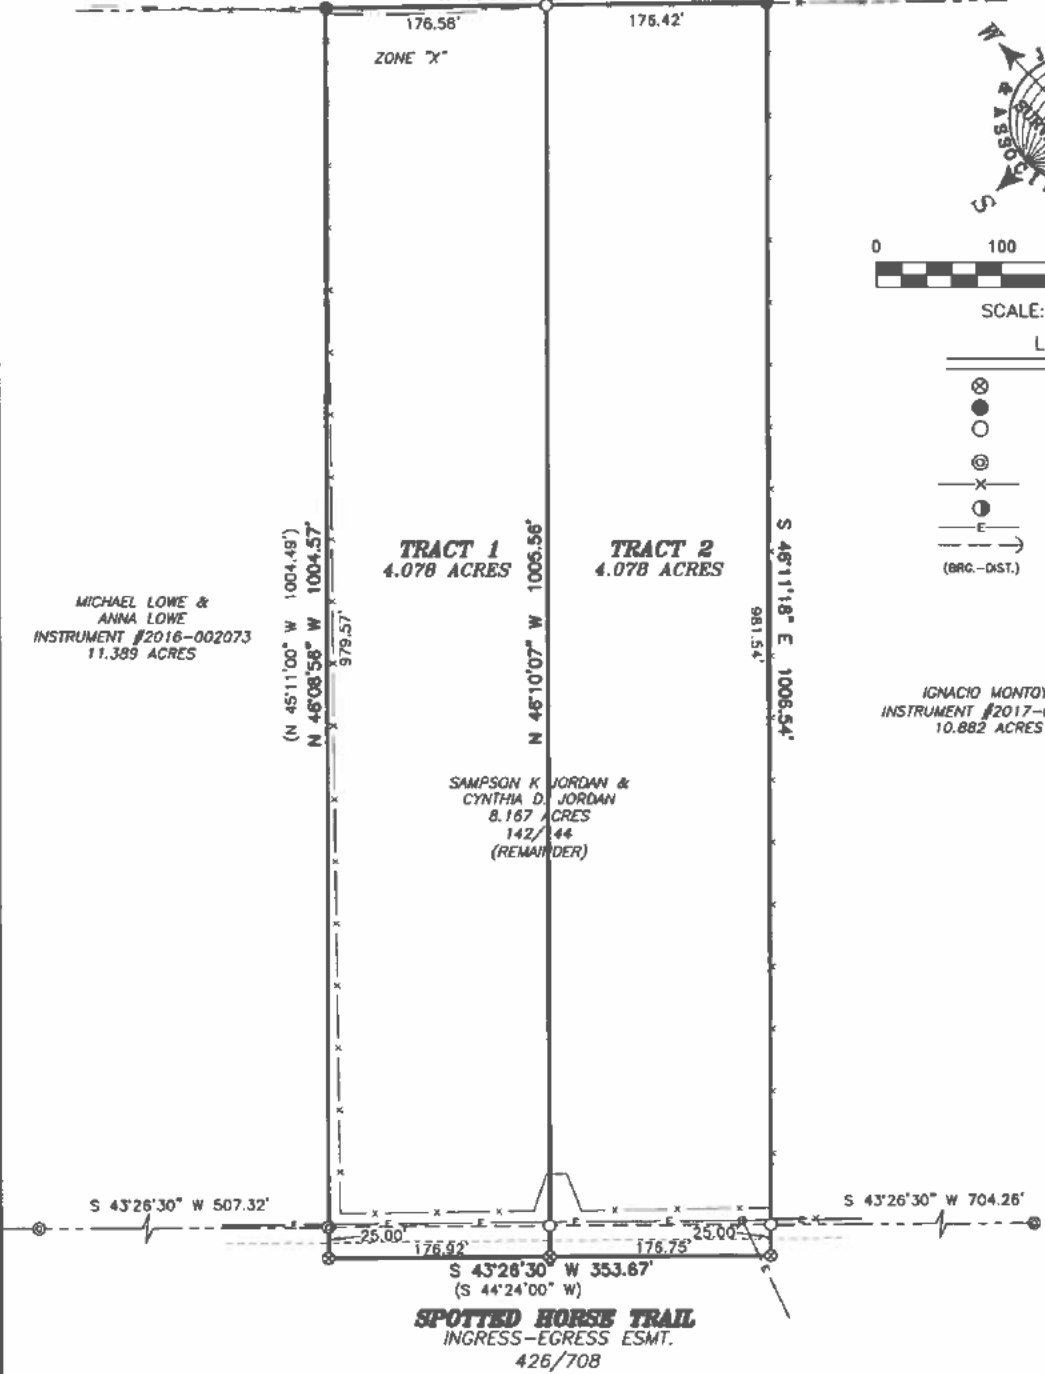 176.58'
176.42'
ZONE "X"
W
S
& ASSOCI
0 100
SCALE:
L
E
(BRG.-DIST.)
TRACT 1
4.078 ACRES
TRACT 2
4.078 ACRES
(N 45°11'00" W 1004.49')
N 46°08'58" W 1004.57'
979.57'
N 46°10'07" W 1005.56'
S 46°11'18" E 1006.54'
981.54'
MICHAEL LOWE &
ANNA LOWE
INSTRUMENT #2016-002073
11.389 ACRES
IGNACIO MONTOY
INSTRUMENT #2017-
10.882 ACRES
SAMPSON K JORDAN &
CYNTHIA D. JORDAN
8.167 ACRES
142/144
(REMAINDER)
S 43°26'30" W 507.32'
S 43°26'30" W 704.26'
25.00'
25.00'
176.92'
176.75'
S 43°26'30" W 353.67'
(S 44°24'00" W)
SPOTTED HORSE TRAIL
INGRESS-EGRESS ESMT.
426/708